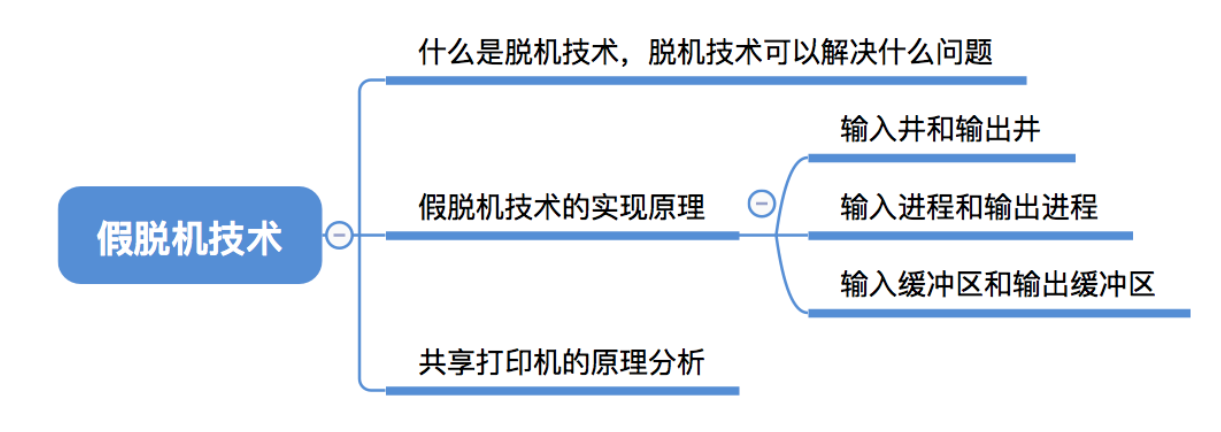 什么是脱机技术，脱机技术可以解决什么问题
输入井和输出井
假脱机技术的实现原理
输入进程和输出进程
假脱机技术
输入缓冲区和输出缓冲区
共享打印机的原理分析